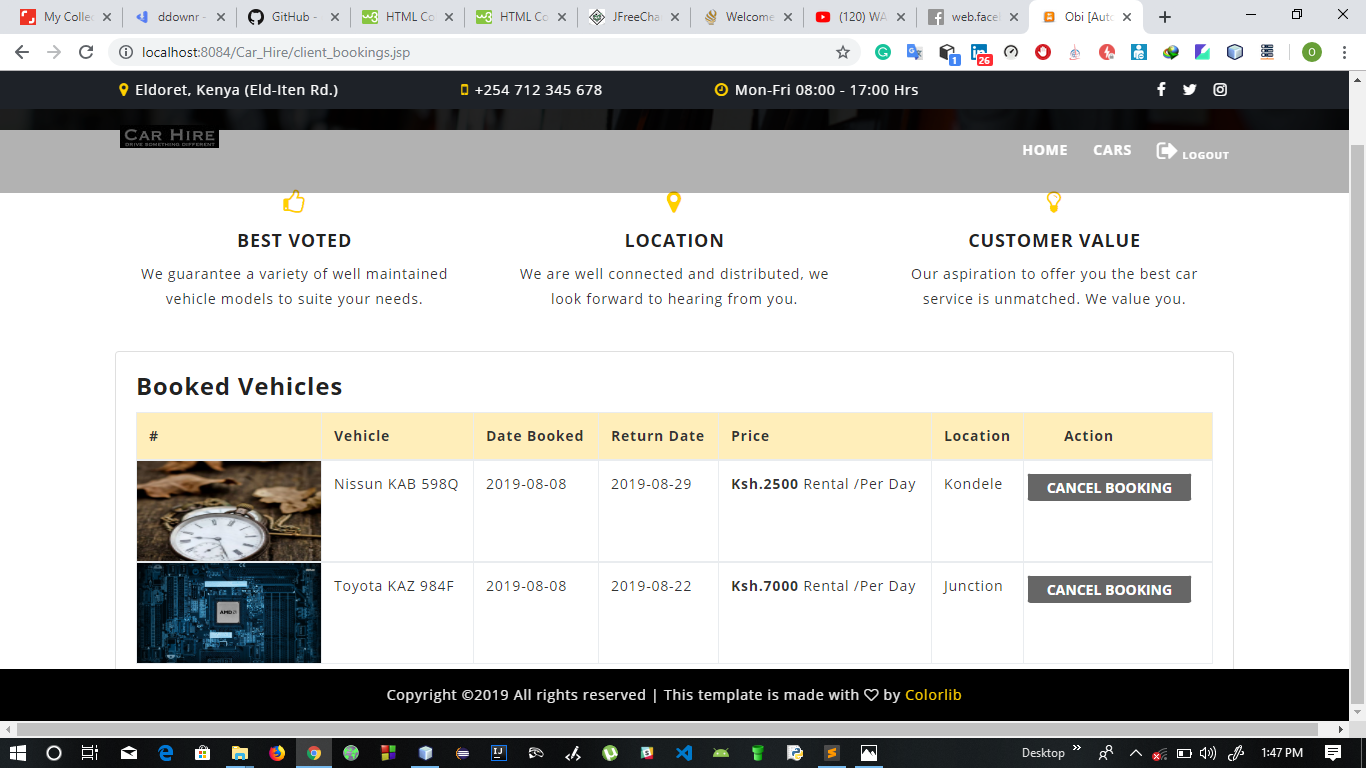 My Collec
ddownr -
GitHub -
HTML Co
HTML Co
JFreeCha
Welcome
(120) WA
web.facel
Obi [Auto
localhost:8084/Car_Hire/client_bookings.jsp
1
26
O
Eldoret, Kenya (Eld-Iten Rd.)
+254 712 345 678
Mon-Fri 08:00 - 17:00 Hrs
CAR HIRE
DRIVE SOMETHING DIFFERENT
HOME
CARS
LOGOUT
BEST VOTED
LOCATION
CUSTOMER VALUE
We guarantee a variety of well maintained
vehicle models to suite your needs.
We are well connected and distributed, we
look forward to hearing from you.
Our aspiration to offer you the best car
service is unmatched. We value you.
Booked Vehicles
# Vehicle Date Booked Return Date Price Location Action
Nissun KAB 598Q 2019-08-08 2019-08-29 Ksh.2500 Rental /Per Day Kondele CANCEL BOOKING
AMD
Toyota KAZ 984F 2019-08-08 2019-08-22 Ksh.7000 Rental /Per Day Junction CANCEL BOOKING
Copyright ©2019 All rights reserved | This template is made with ♡ by Colorlib
Desktop
1:47 PM